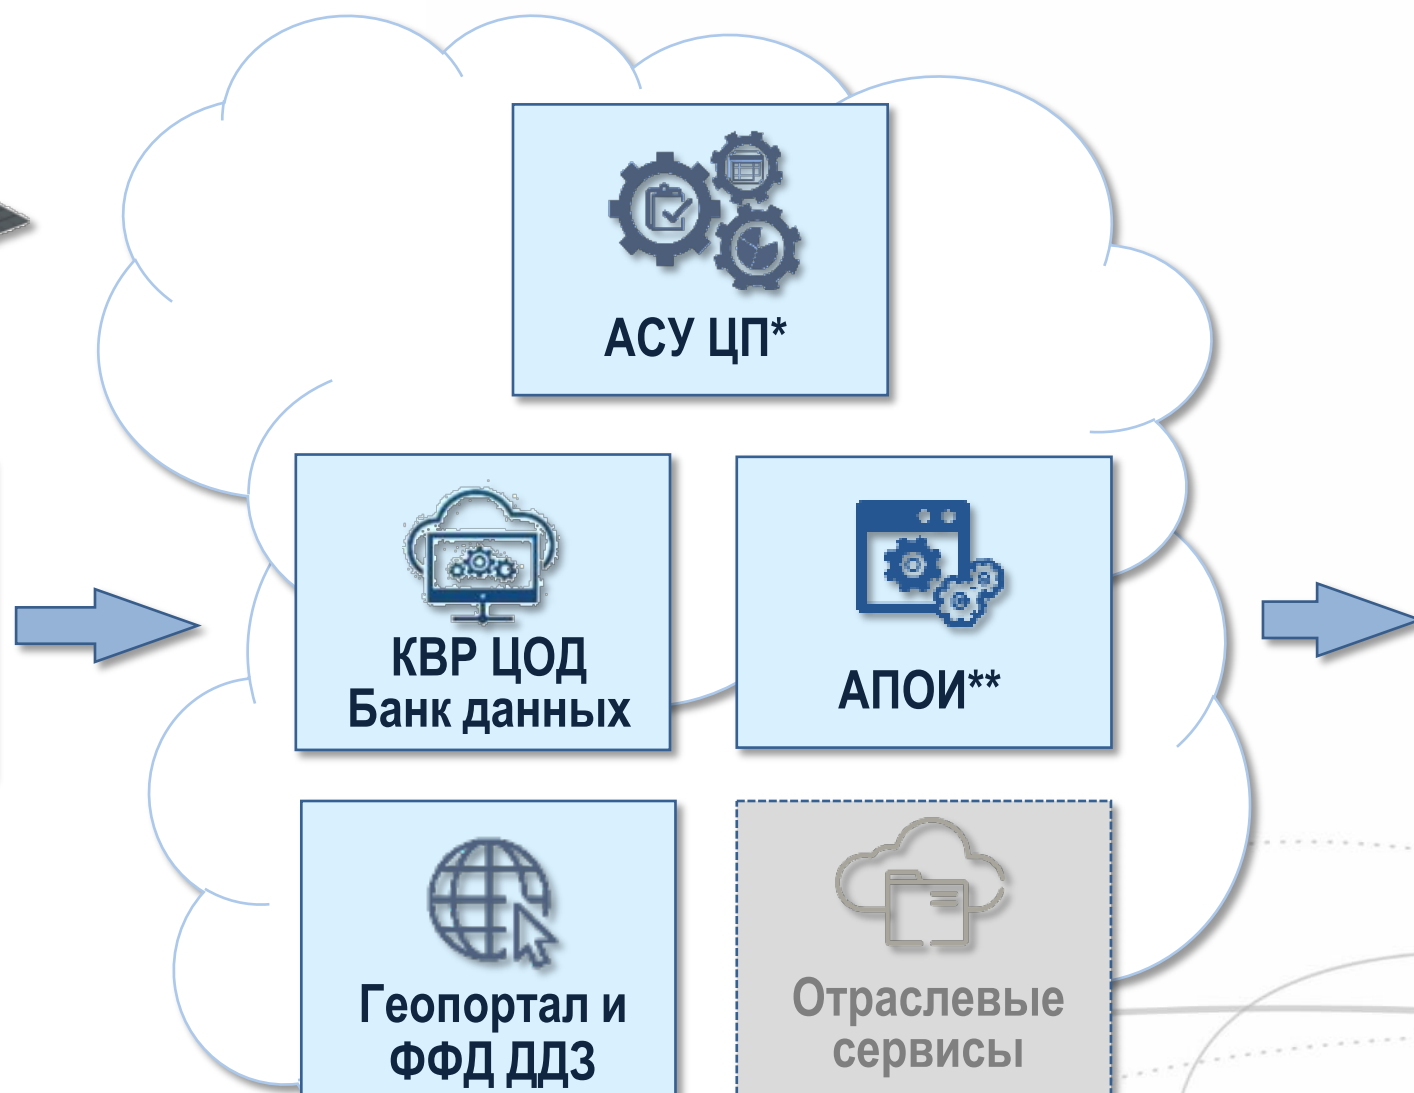 АСУ ЦП*
КВР ЦОД
Банк данных
АПОИ**
Геопортал и
ФФД ДДЗ
Отраслевые
сервисы